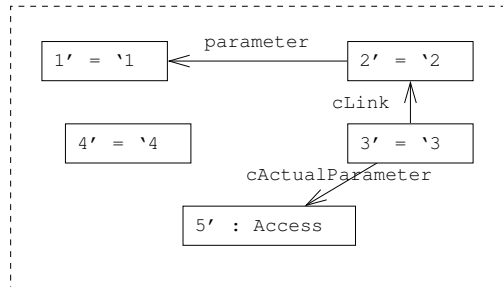 parameter
1′ = ‵1
2′ = ‵2
cLink
4′ = ‵4
3′ = ‵3
cActualParameter
5′ : Access